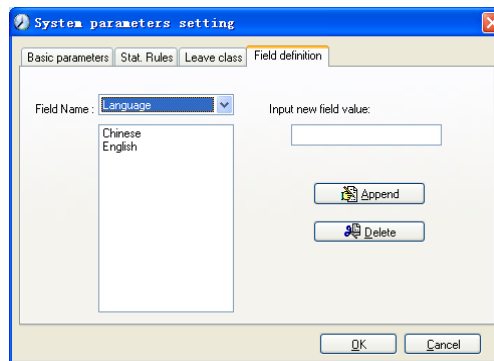 System parameters setting
Basic parameters Stat. Rules Leave class Field definition
Field Name : Language
Input new field value:
Chinese
English
Append
Delete
OK Cancel